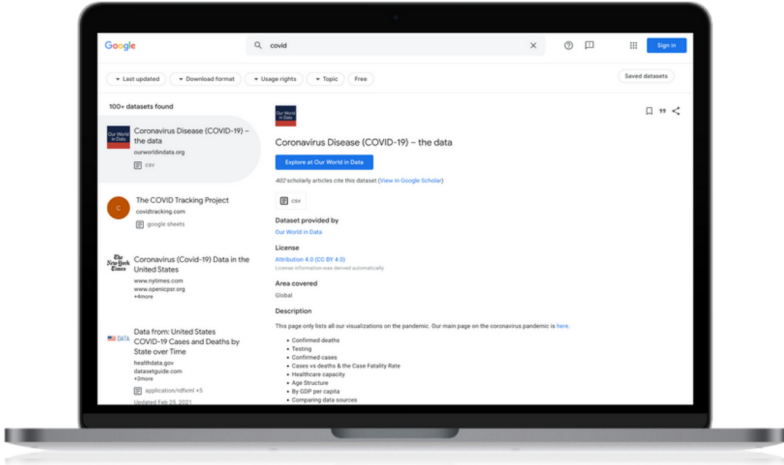 Google
covid
Sign in
Last updated
Download format
Usage rights
Topic
Free
Saved datasets
100+ datasets found
Our World
in Data
Coronavirus Disease (COVID-19) –
the data
ourworldindata.org
csv
C
The COVID Tracking Project
covidtracking.com
google sheets
The
New York
Times
Coronavirus (Covid-19) Data in the
United States
www.nytimes.com
www.openicpsr.org
+4more
DATA
Data from: United States
COVID-19 Cases and Deaths by
State over Time
healthdata.gov
datasetguide.com
+3more
application/rdfxml +5
Updated Feb 25, 2021
Our World
in Data
Coronavirus Disease (COVID-19) – the data
Explore at Our World in Data
402 scholarly articles cite this dataset (View in Google Scholar)
csv
Dataset provided by
Our World in Data
License
Attribution 4.0 (CC BY 4.0)
License information was derived automatically
Area covered
Global
Description
This page only lists all our visualizations on the pandemic. Our main page on the coronavirus pandemic is here.
Confirmed deaths
Testing
Confirmed cases
Cases vs deaths & the Case Fatality Rate
Healthcare capacity
Age Structure
By GDP per capita
Comparing data sources